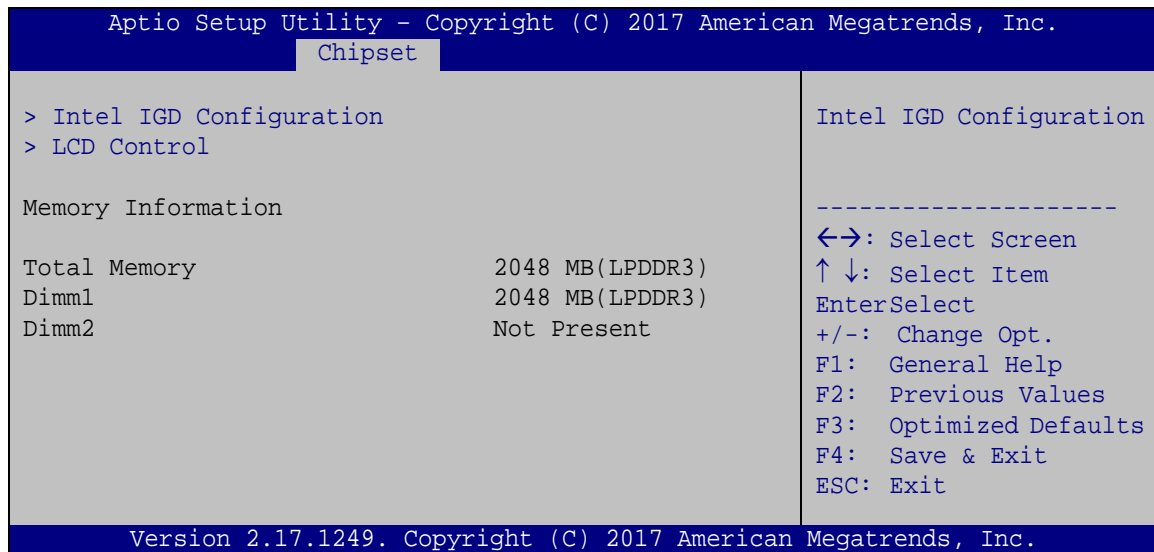 Aptio Setup Utility – Copyright (C) 2017 American Megatrends, Inc.
Chipset
> Intel IGD Configuration
> LCD Control
Memory Information
Total Memory 2048 MB(LPDDR3)
Dimm1 2048 MB(LPDDR3)
Dimm2 Not Present
Intel IGD Configuration
---------------------
←→: Select Screen
↑ ↓: Select Item
EnterSelect
+/-: Change Opt.
F1: General Help
F2: Previous Values
F3: Optimized Defaults
F4: Save & Exit
ESC: Exit
Version 2.17.1249. Copyright (C) 2017 American Megatrends, Inc.